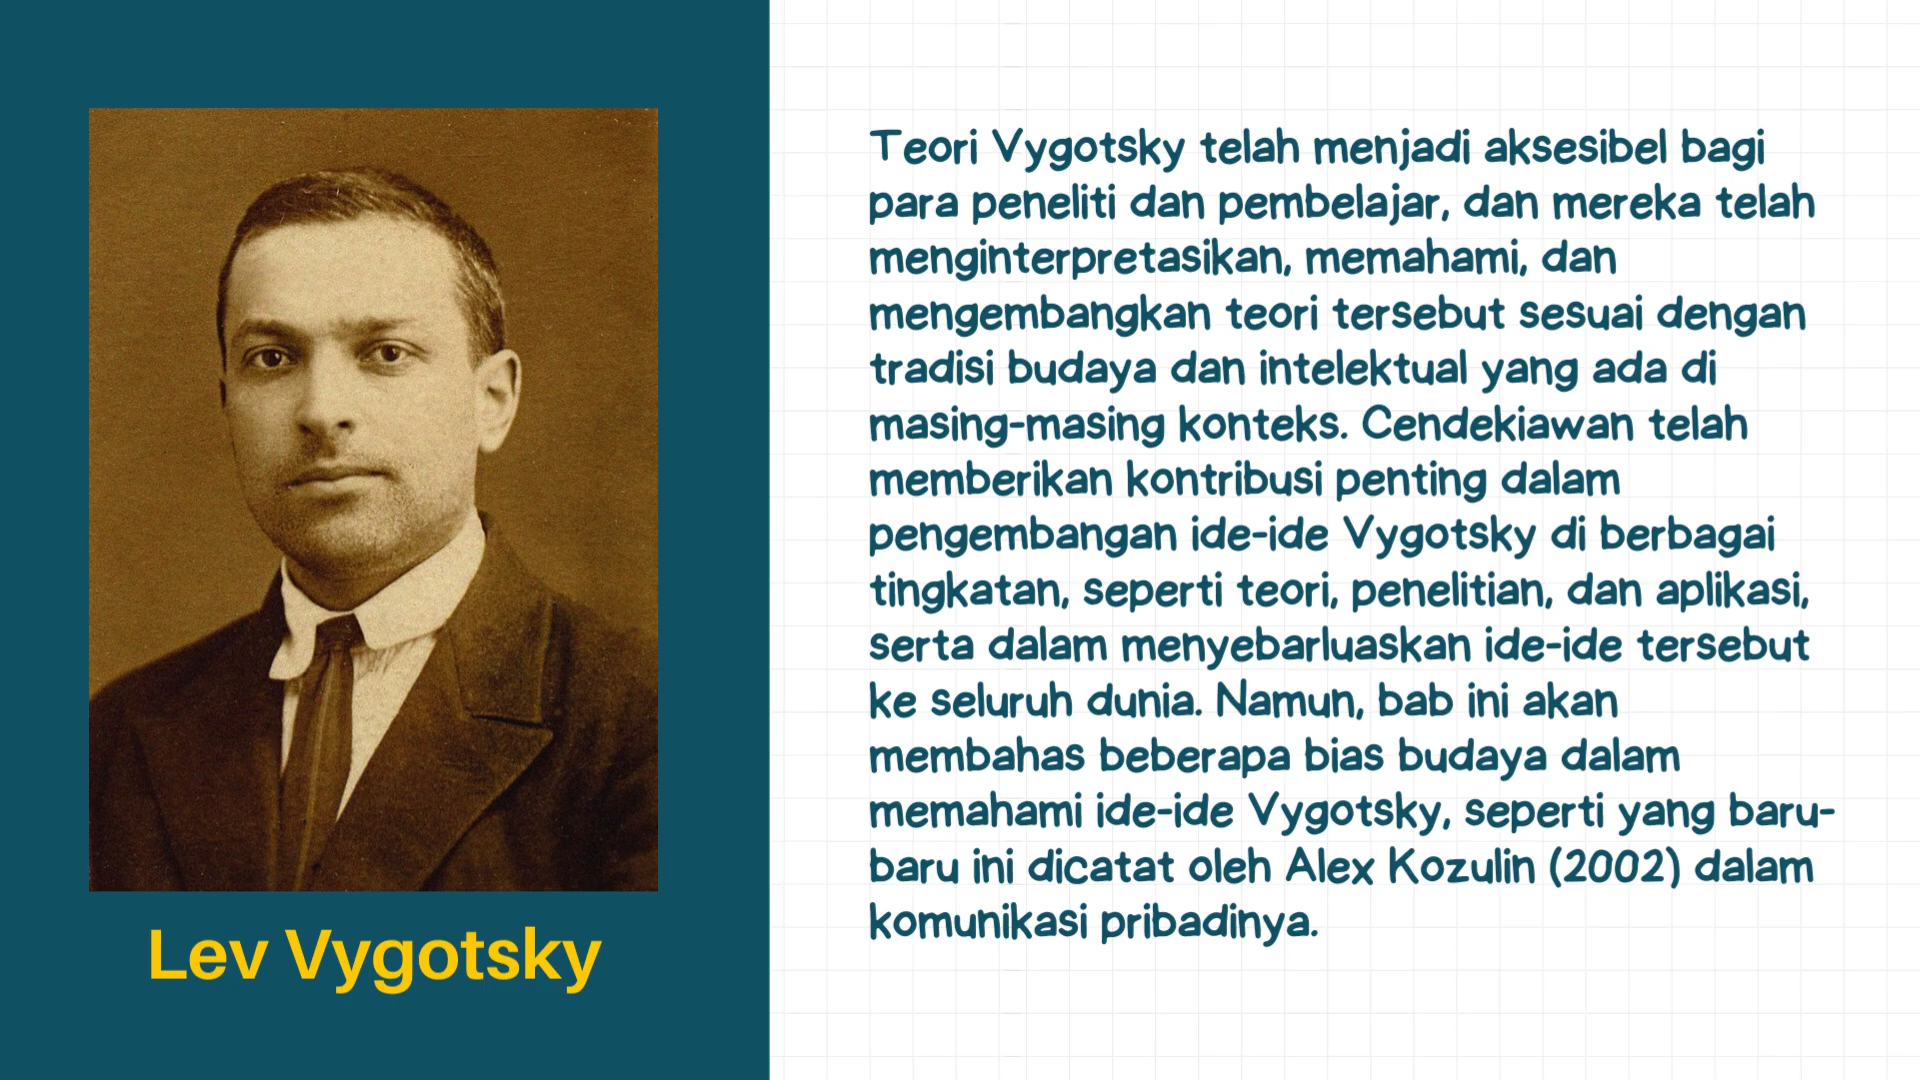 Lev Vygotsky
Teori Vygotsky telah menjadi aksesibel bagi
para peneliti dan pembelajar, dan mereka telah
menginterpretasikan, memahami, dan
mengembangkan teori tersebut sesuai dengan
tradisi budaya dan intelektual yang ada di
masing-masing konteks. Cendekiawan telah
memberikan kontribusi penting dalam
pengembangan ide-ide Vygotsky di berbagai
tingkatan, seperti teori, penelitian, dan aplikasi,
serta dalam menyebarluaskan ide-ide tersebut
ke seluruh dunia. Namun, bab ini akan
membahas beberapa bias budaya dalam
memahami ide-ide Vygotsky, seperti yang baru-
baru ini dicatat oleh Alex Kozulin (2002) dalam
komunikasi pribadinya.